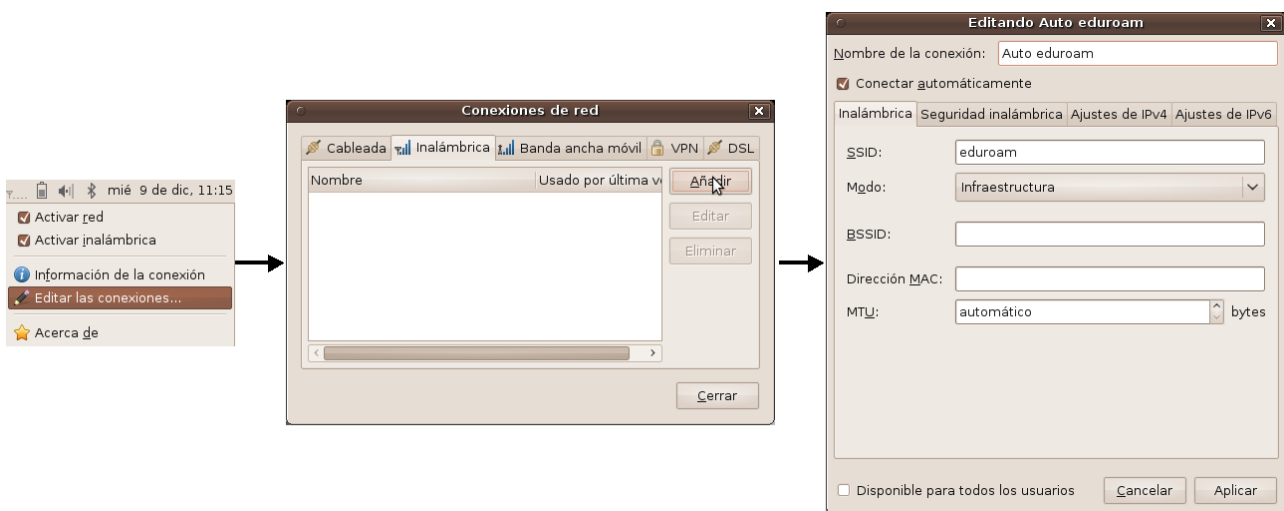 mié 9 de dic, 11:15
Activar red
Activar inalámbrica
Información de la conexión
Editar las conexiones...
Acerca de
Conexiones de red
Cableada Inalámbrica Banda ancha móvil VPN DSL
Nombre Usado por última v
Añadir
Editar
Eliminar
Cerrar
Editando Auto eduroam
Nombre de la conexión: Auto eduroam
Conectar automáticamente
Inalámbrica Seguridad inalámbrica Ajustes de IPv4 Ajustes de IPv6
SSID: eduroam
Modo: Infraestructura
BSSID:
Dirección MAC:
MTU: automático bytes
Disponible para todos los usuarios Cancelar Aplicar